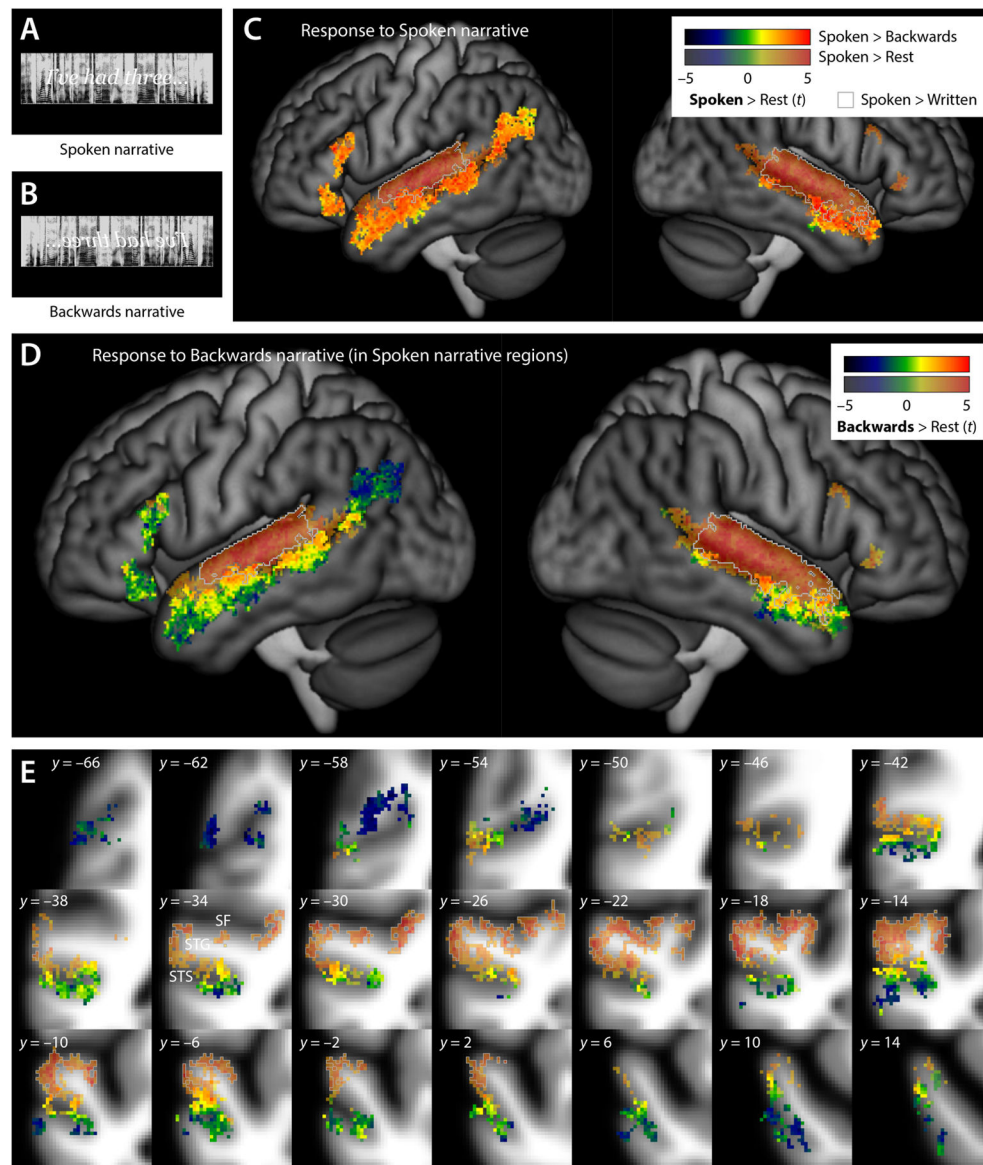 A
I've had three...
Spoken narrative
B
I've had three...
Backwards narrative
C
Response to Spoken narrative
Spoken > Backwards
Spoken > Rest
−5 0 5
Spoken > Rest (t)
Spoken > Written
D
Response to Backwards narrative (in Spoken narrative regions)
−5 0 5
Backwards > Rest (t)
E
y = −66
y = −62
y = −58
y = −54
y = −50
y = −46
y = −42
y = −38
y = −34
y = −30
y = −26
y = −22
y = −18
y = −14
SF
STG
STS
y = −10
y = −6
y = −2
y = 2
y = 6
y = 10
y = 14